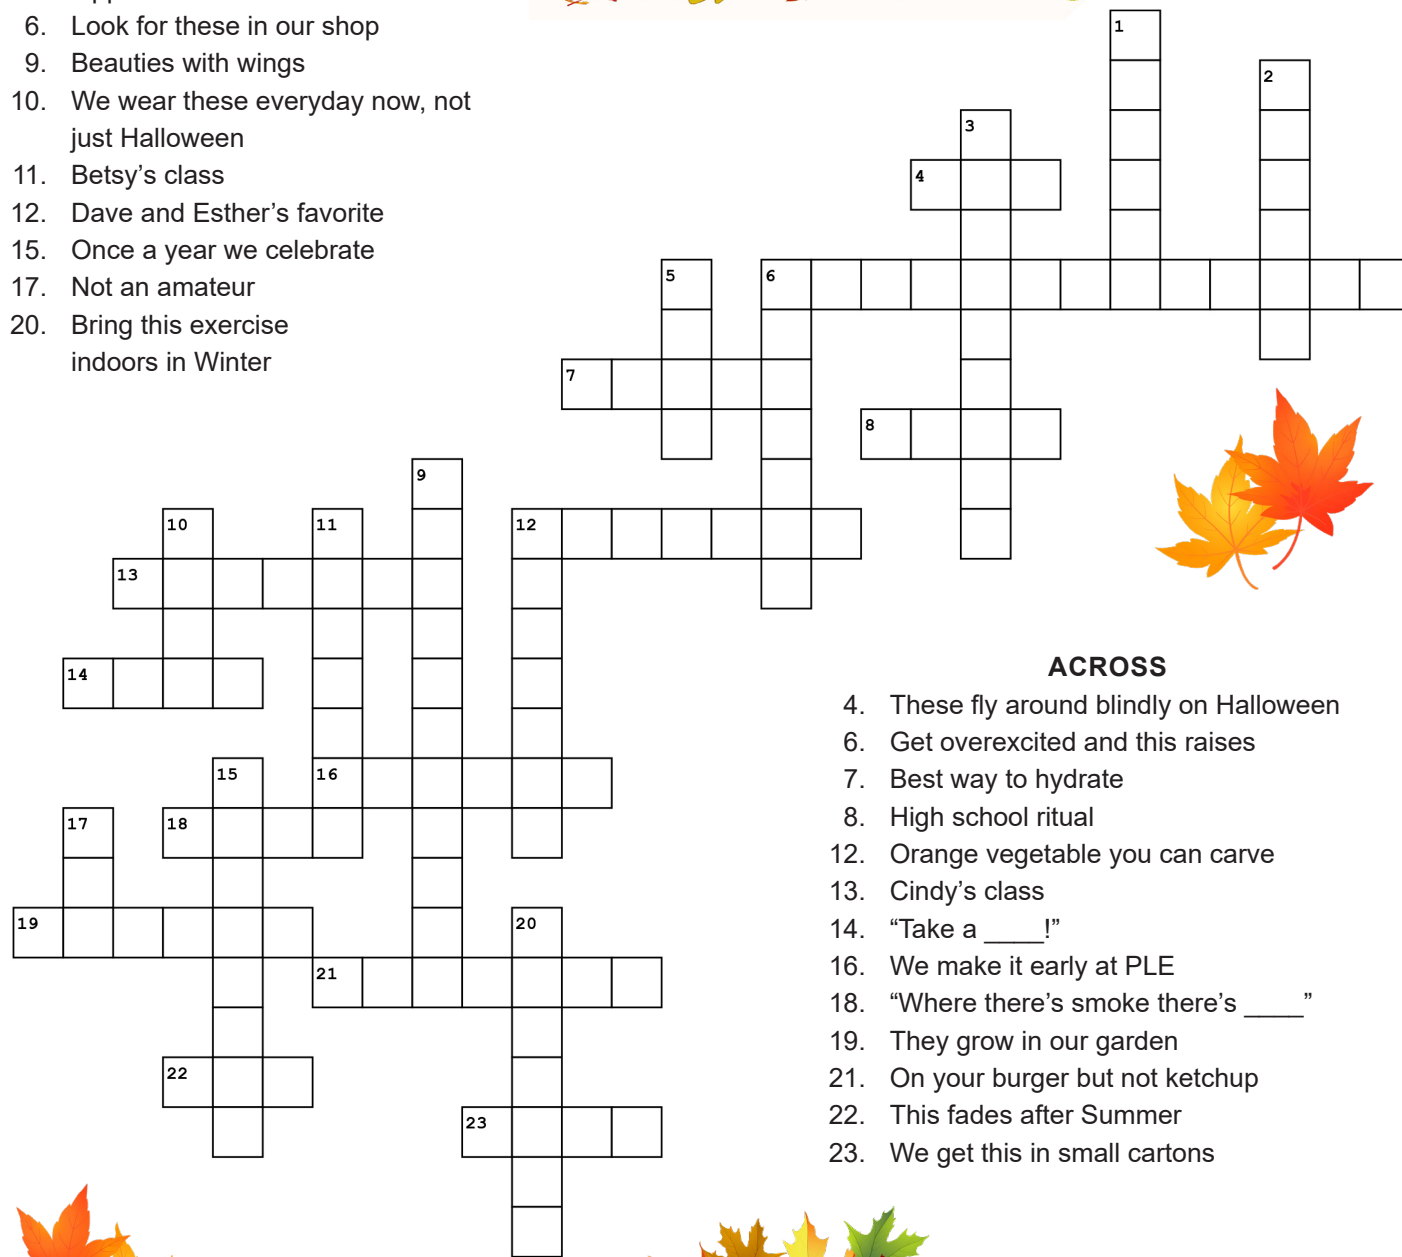 6. Look for these in our shop
9. Beauties with wings
10. We wear these everyday now, not
just Halloween
11. Betsy’s class
12. Dave and Esther’s favorite
15. Once a year we celebrate
17. Not an amateur
20. Bring this exercise
indoors in Winter
1
2
3
4
5
6
7
8
9
10
11
12
13
14
15
16
17
18
19
20
21
22
23
ACROSS
4. These fly around blindly on Halloween
6. Get overexcited and this raises
7. Best way to hydrate
8. High school ritual
12. Orange vegetable you can carve
13. Cindy’s class
14. “Take a ____!”
16. We make it early at PLE
18. “Where there’s smoke there’s ____”
19. They grow in our garden
21. On your burger but not ketchup
22. This fades after Summer
23. We get this in small cartons